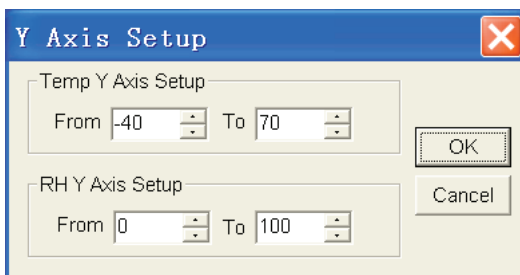 Y Axis Setup
Temp Y Axis Setup
From -40 To 70
OK
RH Y Axis Setup
Cancel
From 0 To 100